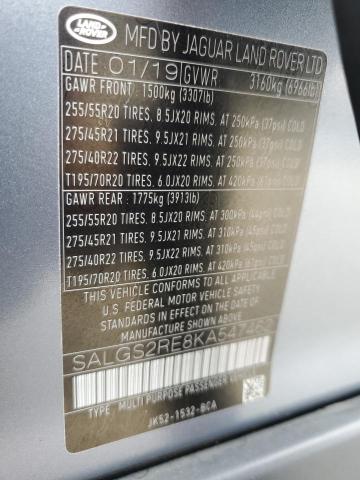 LAND ROVER
MFD BY JAGUAR LAND ROVER LTD
DATE 01/19 GVWR 3160kg (6966lb)
GAWR FRONT: 1500kg (3307lb)
255/55R20 TIRES. 8.5JX20 RIMS. AT 250kPa (37psi) COLD
275/45R21 TIRES. 9.5JX21 RIMS. AT 250kPa (37psi) COLD
275/40R22 TIRES. 9.5JX22 RIMS. AT 250kPa (37psi) COLD
T195/70R20 TIRES. 6.0JX20 RIMS. AT 420kPa (61psi) COLD
GAWR REAR: 1775kg (3913lb)
255/55R20 TIRES. 8.5JX20 RIMS. AT 300kPa (44psi) COLD
275/45R21 TIRES. 9.5JX21 RIMS. AT 310kPa (45psi) COLD
275/40R22 TIRES. 9.5JX22 RIMS. AT 310kPa (45psi) COLD
T195/70R20 TIRES. 6.0JX20 RIMS. AT 420kPa (61psi) COLD
THIS VEHICLE CONFORMS TO ALL APPLICABLE
U.S. FEDERAL MOTOR VEHICLE SAFETY
THEFT PREVENTION STANDARDS IN EFFECT ON THE DATE OF
MANUFACTURE SHOWN ABOVE
SALGS2RE8KA547462
TYPE: MULTI PURPOSE PASSENGER VEHICLE
JK52-1532-BCA